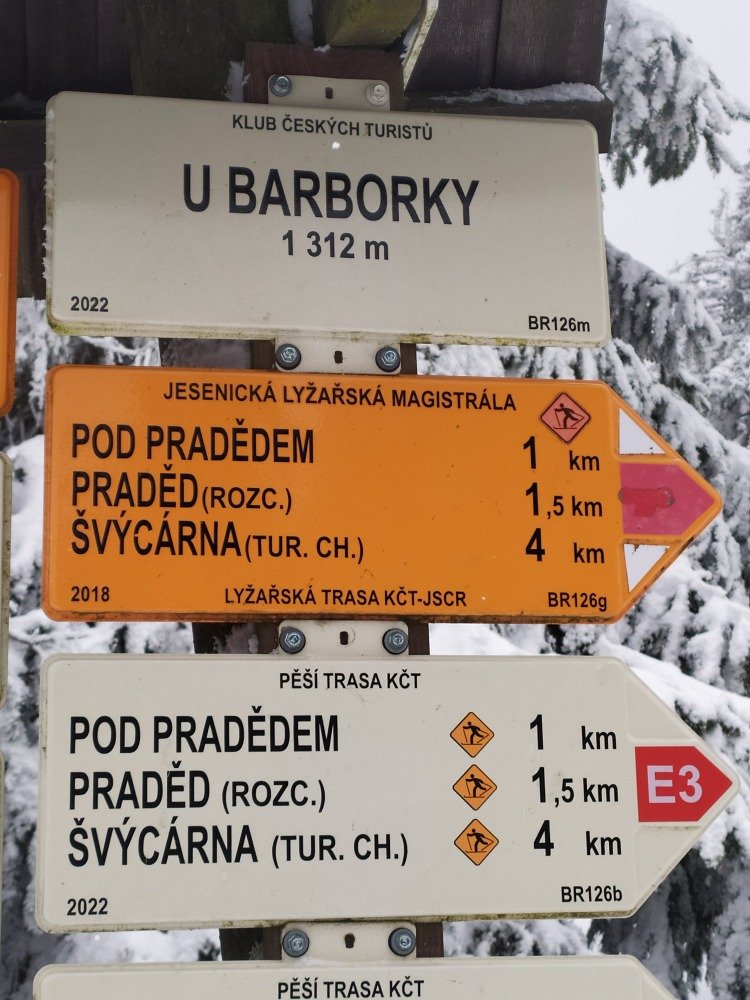 KLUB ČESKÝCH TURISTŮ
U BARBORKY
1 312 m
2022 BR126m
JESENICKÁ LYŽAŘSKÁ MAGISTRÁLA
POD PRADĚDEM 1 km
PRADĚD (ROZC.) 1,5 km
ŠVÝCÁRNA (TUR. CH.) 4 km
2018 LYŽAŘSKÁ TRASA KČT-JSCR BR126g
PĚŠÍ TRASA KČT
POD PRADĚDEM 1 km
PRADĚD (ROZC.) 1,5 km
E3
ŠVÝCÁRNA (TUR. CH.) 4 km
2022 BR126b
PĚŠÍ TRASA KČT